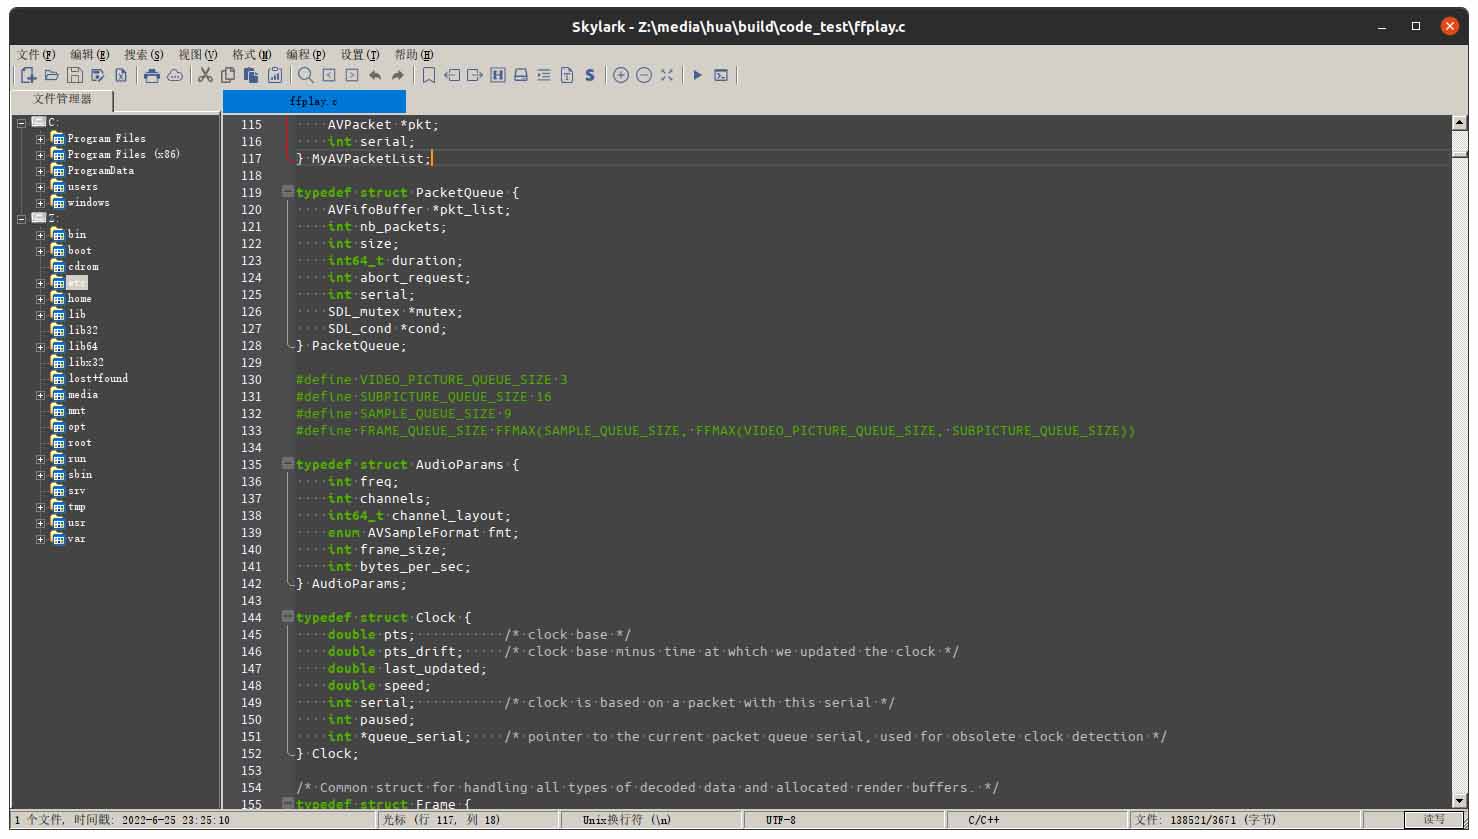 Skylark - Z:\media\hua\build\code_test\ffplay.c
文件(F) 编辑(E) 搜索(S) 视图(V) 格式(M) 编程(P) 设置(T) 帮助(H)
文件管理器
ffplay.c
C:
Program Files
Program Files (x86)
ProgramData
users
windows
Z:
bin
boot
cdrom
home
lib
lib32
lib64
libx32
lost+found
media
mnt
opt
root
run
sbin
srv
tmp
usr
var
115 AVPacket *pkt;
116 int serial;
117 } MyAVPacketList;
118
119 typedef struct PacketQueue {
120 AVFifoBuffer *pkt_list;
121 int nb_packets;
122 int size;
123 int64_t duration;
124 int abort_request;
125 int serial;
126 SDL_mutex *mutex;
127 SDL_cond *cond;
128 } PacketQueue;
129
130 #define VIDEO_PICTURE_QUEUE_SIZE 3
131 #define SUBPICTURE_QUEUE_SIZE 16
132 #define SAMPLE_QUEUE_SIZE 9
133 #define FRAME_QUEUE_SIZE FFMAX(SAMPLE_QUEUE_SIZE, FFMAX(VIDEO_PICTURE_QUEUE_SIZE, SUBPICTURE_QUEUE_SIZE))
134
135 typedef struct AudioParams {
136 int freq;
137 int channels;
138 int64_t channel_layout;
139 enum AVSampleFormat fmt;
140 int frame_size;
141 int bytes_per_sec;
142 } AudioParams;
143
144 typedef struct Clock {
145 double pts; /* clock base */
146 double pts_drift; /* clock base minus time at which we updated the clock */
147 double last_updated;
148 double speed;
149 int serial; /* clock is based on a packet with this serial */
150 int paused;
151 int *queue_serial; /* pointer to the current packet queue serial, used for obsolete clock detection */
152 } Clock;
153
154 /* Common struct for handling all types of decoded data and allocated render buffers. */
155 typedef struct Frame {
1 个文件, 时间戳: 2022-6-25 23:25:10 光标 (行 117, 列 18) Unix换行符 (\n) UTF-8 C/C++ 文件: 138521/3671 (字节) 读写